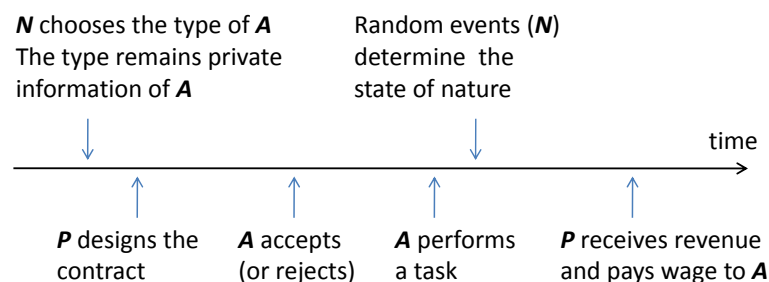 N chooses the type of A
The type remains private
information of A
Random events (N)
determine the
state of nature
time
P designs the
contract
A accepts
(or rejects)
A performs
a task
P receives revenue
and pays wage to A